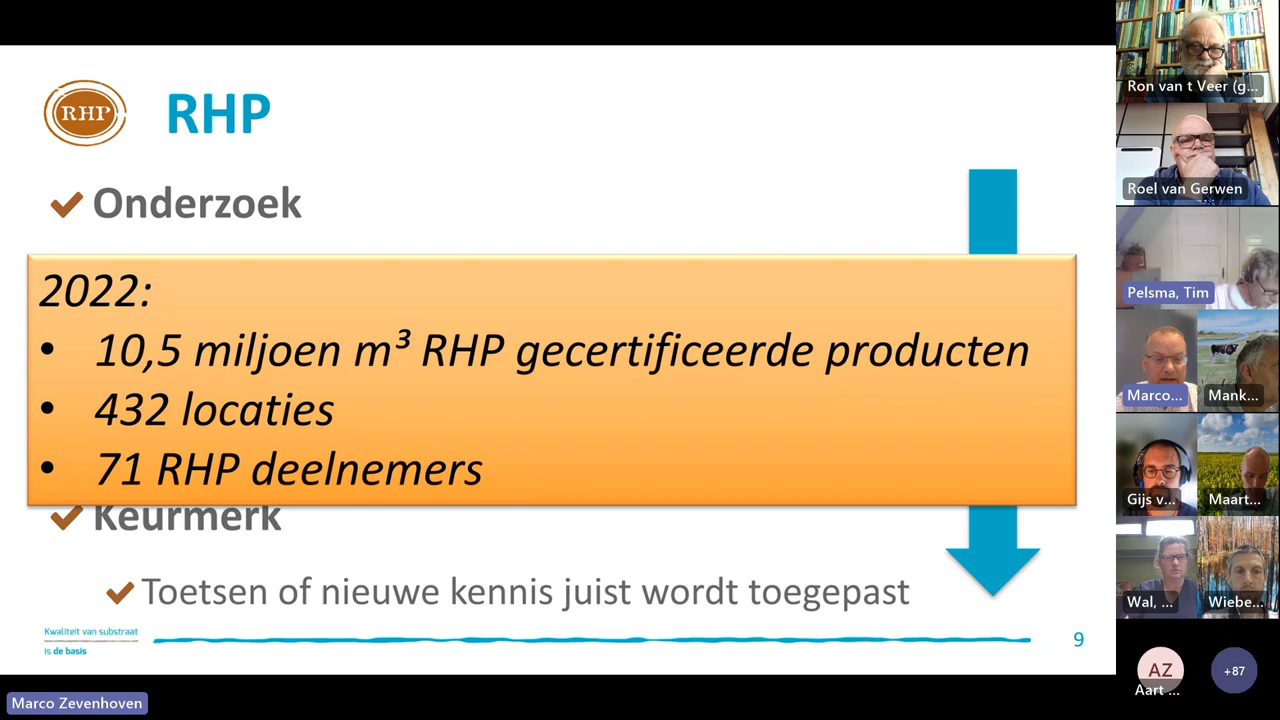 RHP
RHP
Onderzoek
2022:
• 10,5 miljoen m³ RHP gecertificeerde producten
• 432 locaties
• 71 RHP deelnemers
Keurmerk
Toetsen of nieuwe kennis juist wordt toegepast
Kwaliteit van substraat
is de basis
9
Marco Zevenhoven
Ron van t Veer (g...
Roel van Gerwen
Pelsma, Tim
Marco...
Mank...
Gijs v...
Maart...
Wal, ...
Wiebe...
AZ
Aart ...
+87